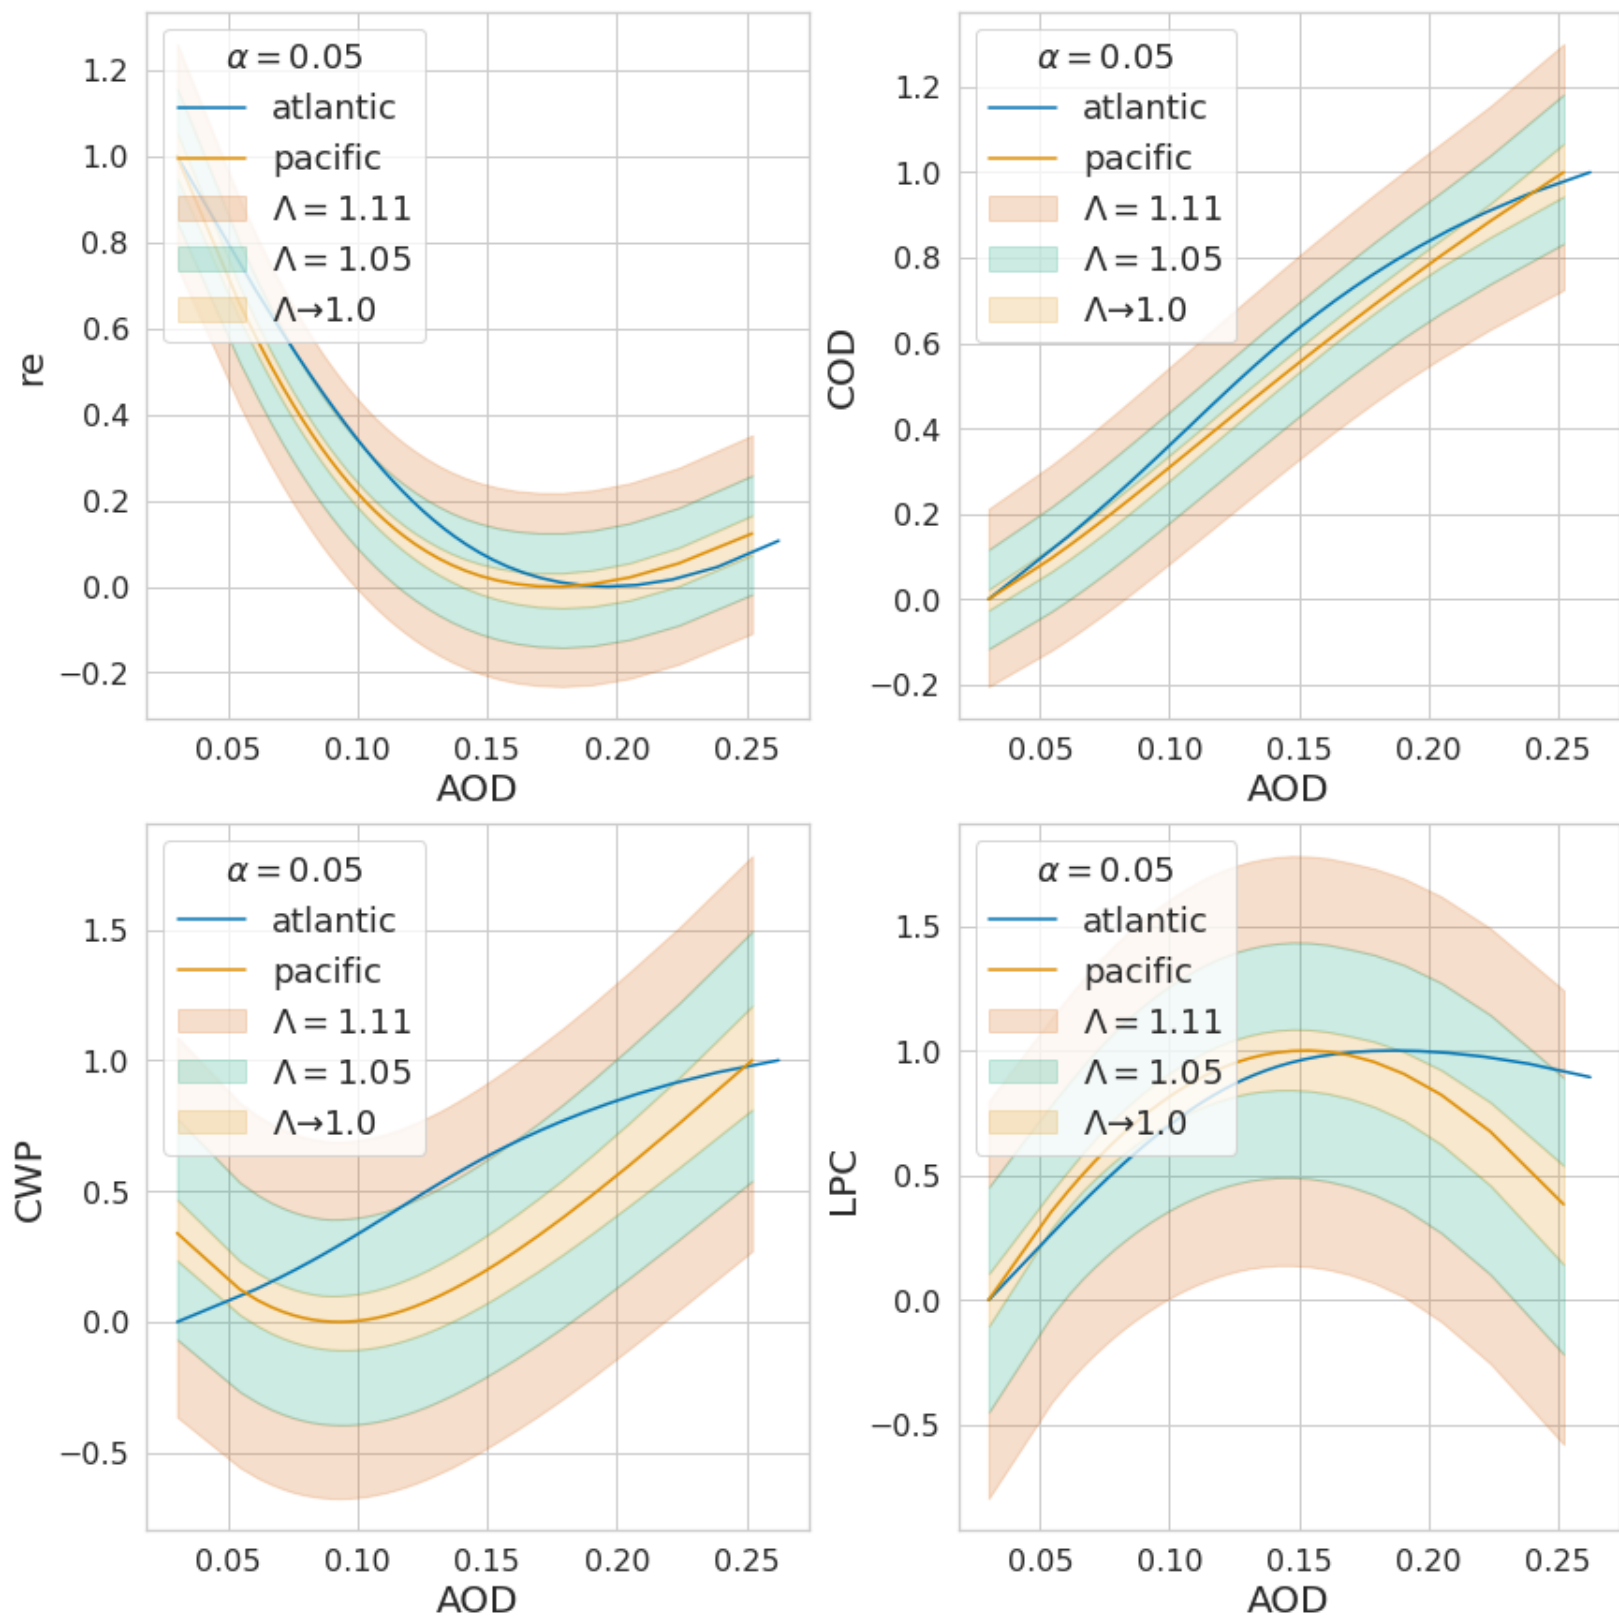 α = 0.05
atlantic
pacific
Λ = 1.11
Λ = 1.05
Λ→1.0
re
1.2
1.0
0.8
0.6
0.4
0.2
0.0
−0.2
0.05 0.10 0.15 0.20 0.25
AOD
α = 0.05
atlantic
pacific
Λ = 1.11
Λ = 1.05
Λ→1.0
COD
1.2
1.0
0.8
0.6
0.4
0.2
0.0
−0.2
0.05 0.10 0.15 0.20 0.25
AOD
α = 0.05
atlantic
pacific
Λ = 1.11
Λ = 1.05
Λ→1.0
CWP
1.5
1.0
0.5
0.0
−0.5
0.05 0.10 0.15 0.20 0.25
AOD
α = 0.05
atlantic
pacific
Λ = 1.11
Λ = 1.05
Λ→1.0
LPC
1.5
1.0
0.5
0.0
−0.5
0.05 0.10 0.15 0.20 0.25
AOD